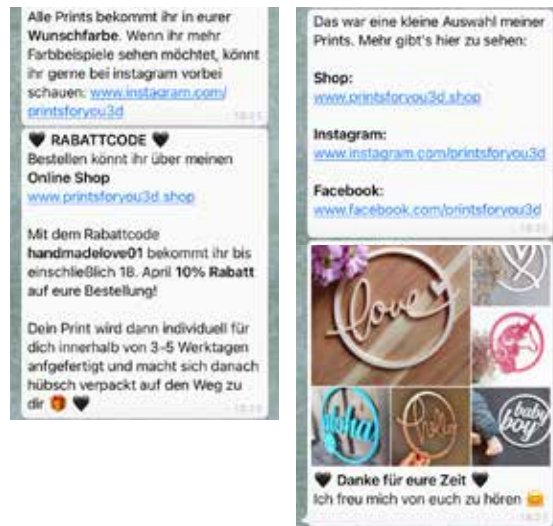 Alle Prints bekommt ihr in eurer
Wunschfarbe. Wenn ihr mehr
Farbbeispiele sehen möchtet, könnt
ihr gerne bei instagram vorbei
schauen: www.instagram.com/
printsforyou3d
🖤 RABATTCODE 🖤
Bestellen könnt ihr über meinen
Online Shop
www.printsforyou3d.shop
Mit dem Rabattcode
handmadelove01 bekommt ihr bis
einschließlich 18. April 10% Rabatt
auf eure Bestellung!
Dein Print wird dann individuell für
dich innerhalb von 3-5 Werktagen
angefertigt und macht sich danach
hübsch verpackt auf den Weg zu
dir 🎁 🖤
Das war eine kleine Auswahl meiner
Prints. Mehr gibt's hier zu sehen:
Shop:
www.printsforyou3d.shop
Instagram:
www.instagram.com/printsforyou3d
Facebook:
www.facebook.com/printsforyou3d
love
aloha
hello
baby
boy
🖤 Danke für eure Zeit 🖤
Ich freu mich von euch zu hören